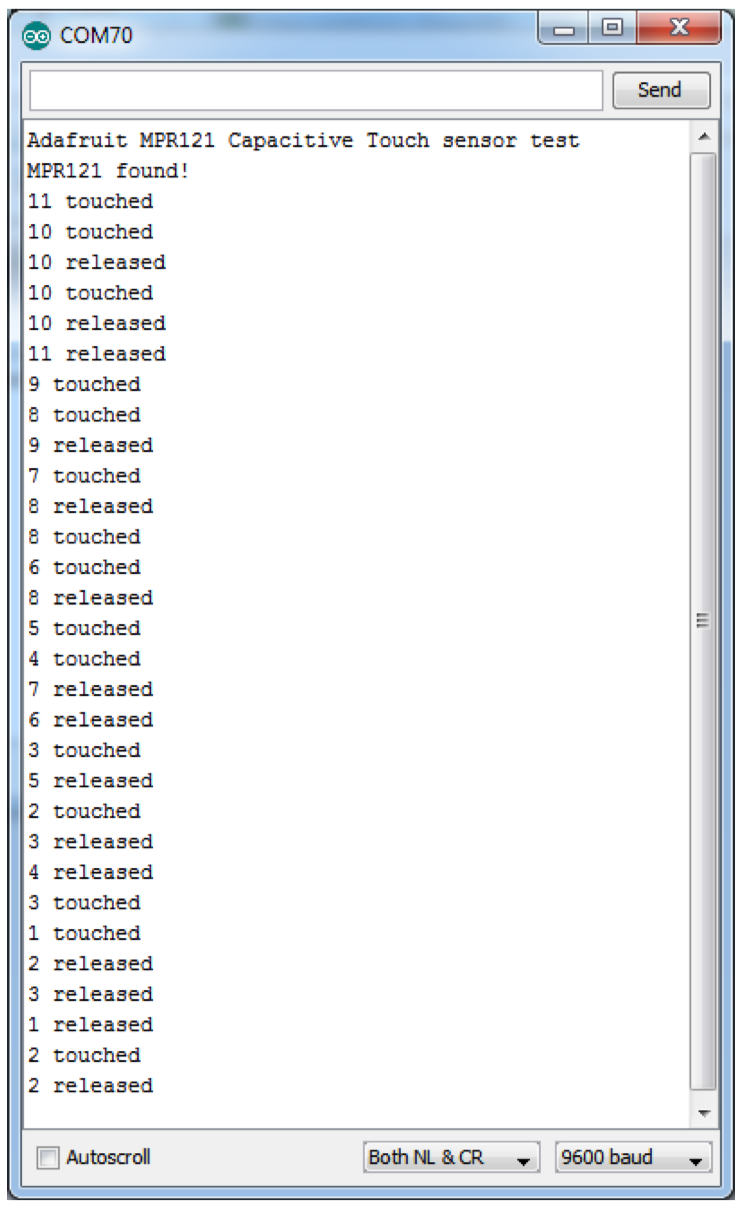 COM70
Send
Adafruit MPR121 Capacitive Touch sensor test
MPR121 found!
11 touched
10 touched
10 released
10 touched
10 released
11 released
9 touched
8 touched
9 released
7 touched
8 released
8 touched
6 touched
8 released
5 touched
4 touched
7 released
6 released
3 touched
5 released
2 touched
3 released
4 released
3 touched
1 touched
2 released
3 released
1 released
2 touched
2 released
Autoscroll
Both NL & CR
9600 baud